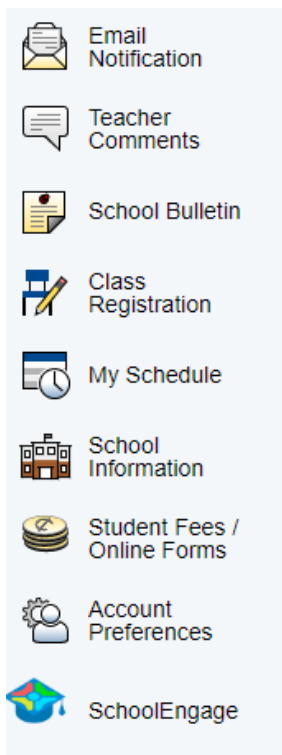 Email
Notification
Teacher
Comments
School Bulletin
Class
Registration
My Schedule
School
Information
Student Fees /
Online Forms
Account
Preferences
SchoolEngage